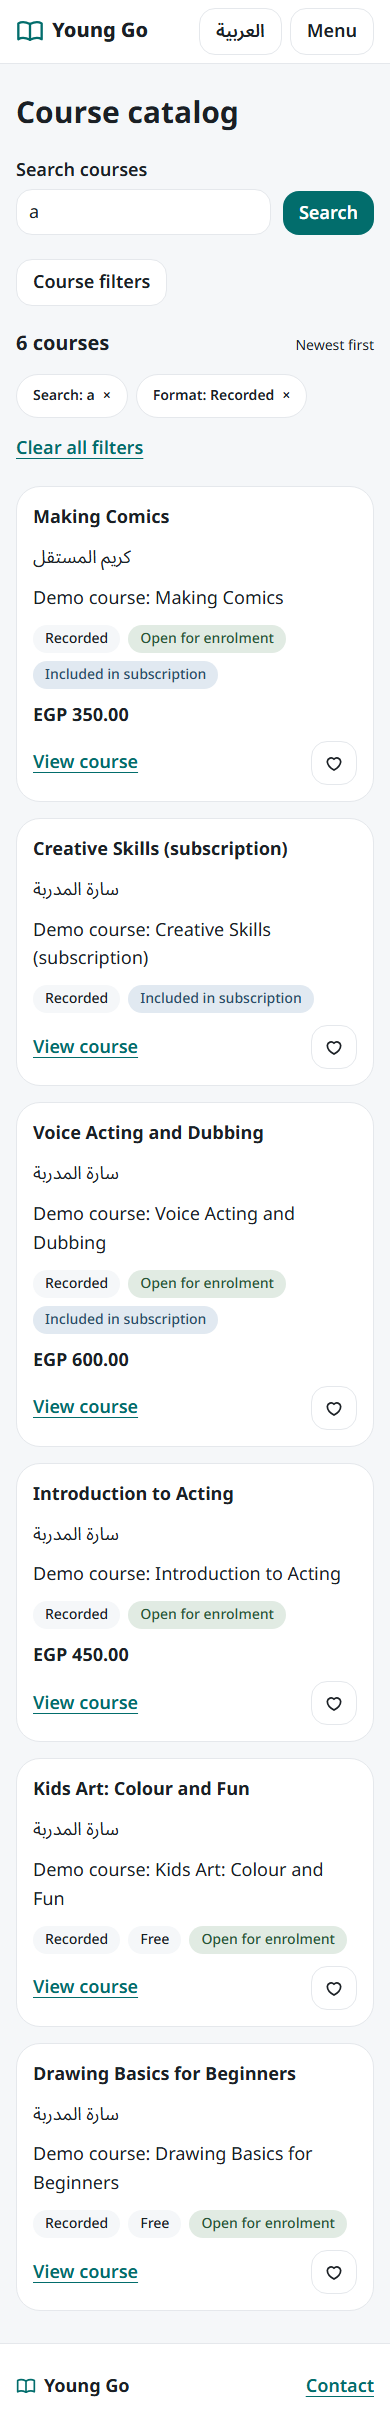 Young Go
العربية
Menu
Course catalog
Search courses
a
Search
Course filters
6 courses
Newest first
Search: a ×
Format: Recorded ×
Clear all filters
Making Comics
كريم المستقل
Demo course: Making Comics
Recorded
Open for enrolment
Included in subscription
EGP 350.00
View course
Creative Skills (subscription)
سارة المدربة
Demo course: Creative Skills
(subscription)
Recorded
Included in subscription
View course
Voice Acting and Dubbing
سارة المدربة
Demo course: Voice Acting and
Dubbing
Recorded
Open for enrolment
Included in subscription
EGP 600.00
View course
Introduction to Acting
سارة المدربة
Demo course: Introduction to Acting
Recorded
Open for enrolment
EGP 450.00
View course
Kids Art: Colour and Fun
سارة المدربة
Demo course: Kids Art: Colour and
Fun
Recorded
Free
Open for enrolment
View course
Drawing Basics for Beginners
سارة المدربة
Demo course: Drawing Basics for
Beginners
Recorded
Free
Open for enrolment
View course
Young Go
Contact